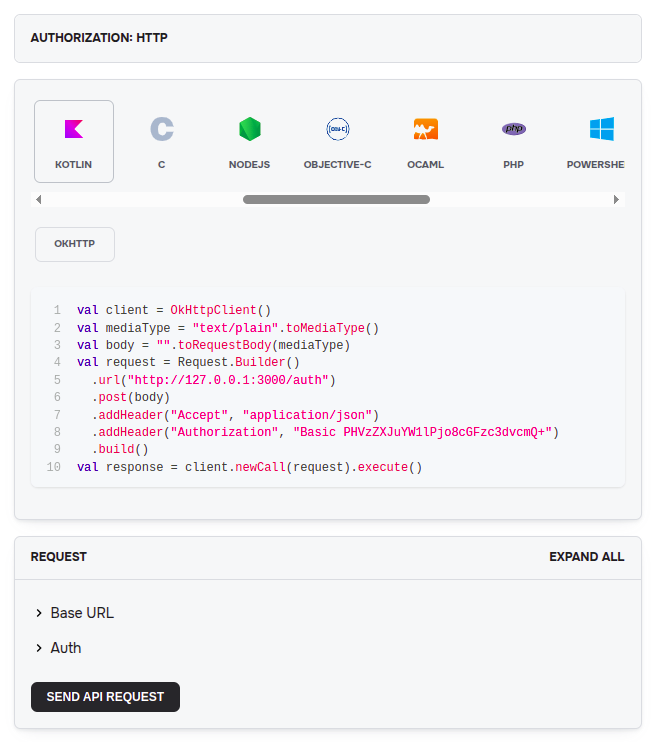 AUTHORIZATION: HTTP
C
[OBJ-C]
php
KOTLIN C NODEJS OBJECTIVE-C OCAML PHP POWERSHE
OKHTTP
1 val client = OkHttpClient()
2 val mediaType = "text/plain".toMediaType()
3 val body = "".toRequestBody(mediaType)
4 val request = Request.Builder()
5 .url("http://127.0.0.1:3000/auth")
6 .post(body)
7 .addHeader("Accept", "application/json")
8 .addHeader("Authorization", "Basic PHVzZXJuYW1lPjo8cGFzc3dvcmQ+")
9 .build()
10 val response = client.newCall(request).execute()
REQUEST EXPAND ALL
Base URL
Auth
SEND API REQUEST